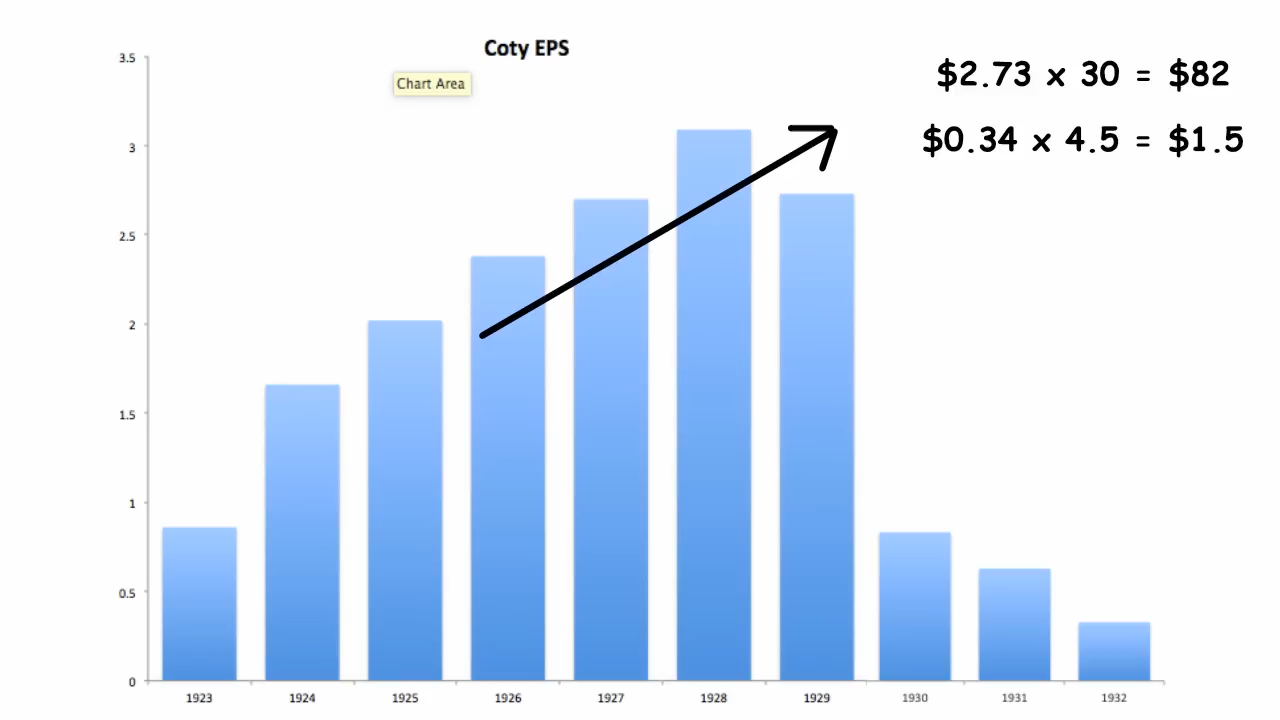 Coty EPS
Chart Area
$2.73 x 30 = $82
$0.34 x 4.5 = $1.5
3.5
3
2.5
2
1.5
1
0.5
0
1923 1924 1925 1926 1927 1928 1929 1930 1931 1932